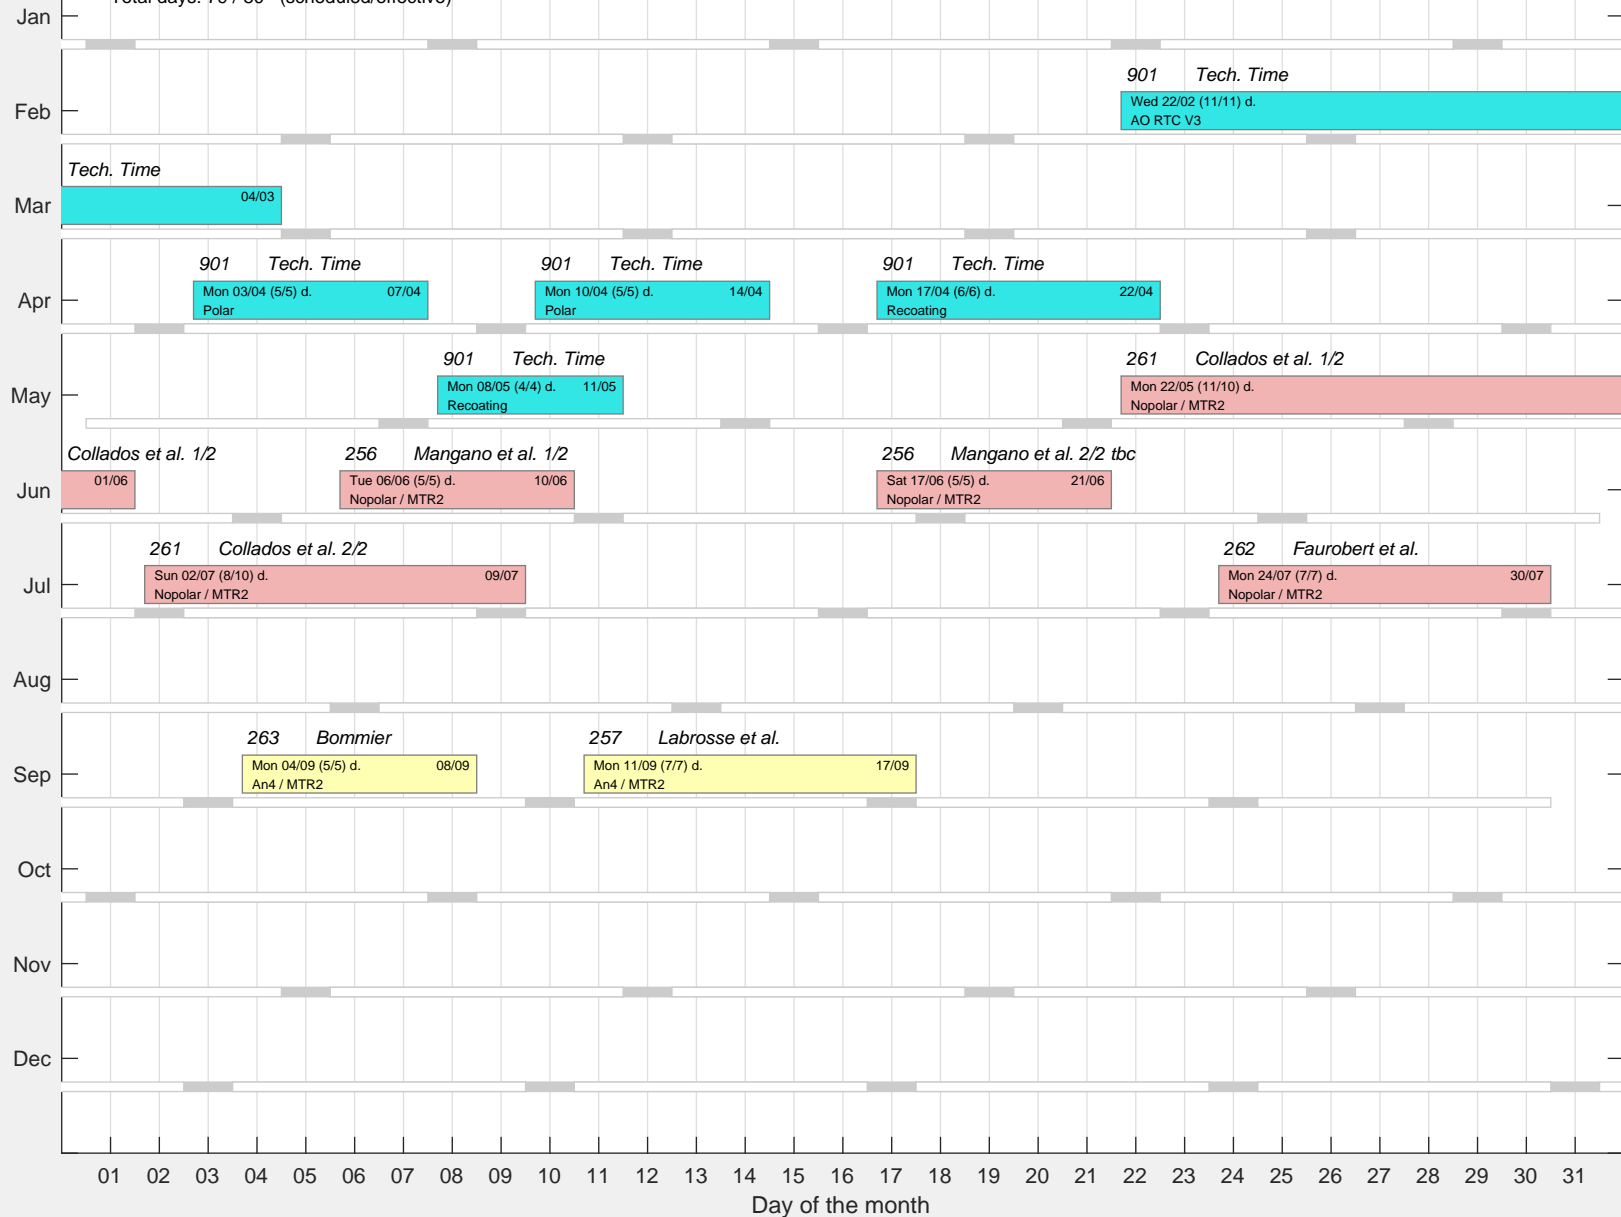 Jan
901 Tech. Time
Feb
Wed 22/02 (11/11) d.
AO RTC V3
Tech. Time
Mar
04/03
901 Tech. Time 901 Tech. Time 901 Tech. Time
Apr
Mon 03/04 (5/5) d. 07/04 Mon 10/04 (5/5) d. 14/04 Mon 17/04 (6/6) d. 22/04
Polar Polar Recoating
901 Tech. Time 261 Collados et al. 1/2
May
Mon 08/05 (4/4) d. 11/05 Mon 22/05 (11/10) d.
Recoating Nopolar / MTR2
Collados et al. 1/2 256 Mangano et al. 1/2 256 Mangano et al. 2/2 tbc
Jun
01/06 Tue 06/06 (5/5) d. 10/06 Sat 17/06 (5/5) d. 21/06
Nopolar / MTR2 Nopolar / MTR2
261 Collados et al. 2/2 262 Faurobert et al.
Jul
Sun 02/07 (8/10) d. 09/07 Mon 24/07 (7/7) d. 30/07
Nopolar / MTR2 Nopolar / MTR2
Aug
263 Bommier 257 Labrosse et al.
Sep
Mon 04/09 (5/5) d. 08/09 Mon 11/09 (7/7) d. 17/09
An4 / MTR2 An4 / MTR2
Oct
Nov
Dec
01 02 03 04 05 06 07 08 09 10 11 12 13 14 15 16 17 18 19 20 21 22 23 24 25 26 27 28 29 30 31
Day of the month